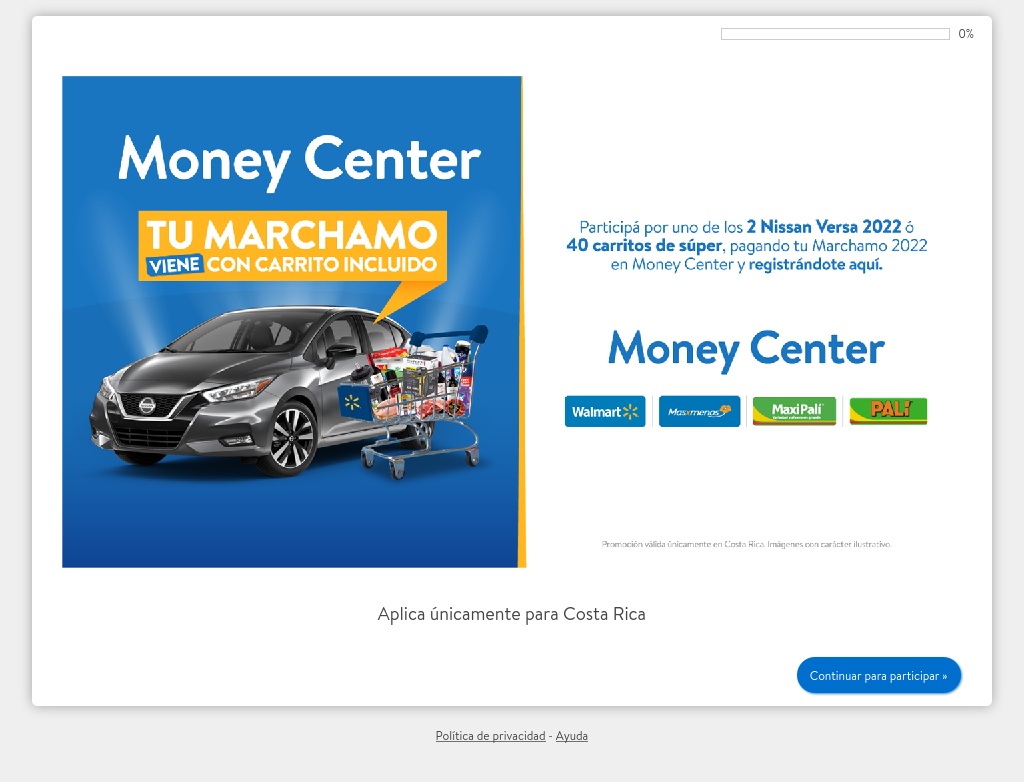 0%
Money Center
TU MARCHAMO
VIENE CON CARRITO INCLUIDO
Participá por uno de los 2 Nissan Versa 2022 ó
40 carritos de súper, pagando tu Marchamo 2022
en Money Center y registrándote aquí.
Money Center
Walmart
Masxmenos
MaxiPalí
PALí
Promoción válida únicamente en Costa Rica. Imágenes con carácter ilustrativo.
Aplica únicamente para Costa Rica
Continuar para participar »
Política de privacidad - Ayuda